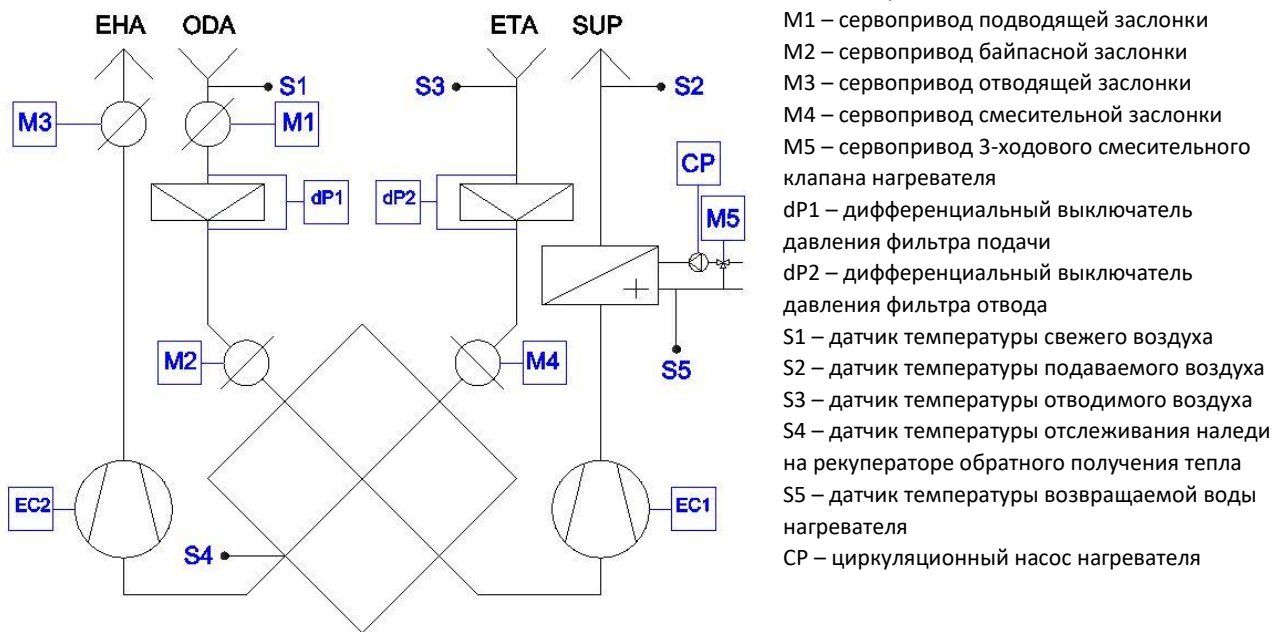 EHA ODA ETA SUP
S1
S3
S2
M3
M1
CP
dP1
dP2
M5
M2
M4
S5
EC2
EC1
S4
M1 – сервопривод подводящей заслонки
M2 – сервопривод байпасной заслонки
M3 – сервопривод отводящей заслонки
M4 – сервопривод смесительной заслонки
M5 – сервопривод 3-ходового смесительного
клапана нагревателя
dP1 – дифференциальный выключатель
давления фильтра подачи
dP2 – дифференциальный выключатель
давления фильтра отвода
S1 – датчик температуры свежего воздуха
S2 – датчик температуры подаваемого воздуха
S3 – датчик температуры отводимого воздуха
S4 – датчик температуры отслеживания наледи
на рекуператоре обратного получения тепла
S5 – датчик температуры возвращаемой воды
нагревателя
CP – циркуляционный насос нагревателя